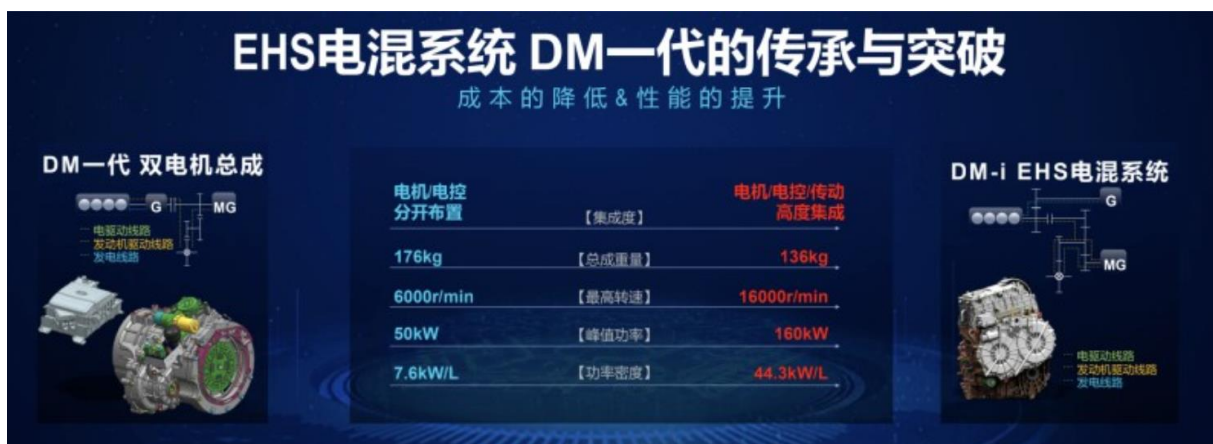 EHS电混系统 DM一代的传承与突破
成本的降低&性能的提升
DM一代 双电机总成
G
MG
电驱动线路
发动机驱动线路
发电线路
电机/电控
分开布置
【集成度】
电机/电控/传动
高度集成
176kg
【总成重量】
136kg
6000r/min
【最高转速】
16000r/min
50kW
【峰值功率】
160kW
7.6kW/L
【功率密度】
44.3kW/L
DM-i EHS电混系统
G
MG
电驱动线路
发动机驱动线路
发电线路